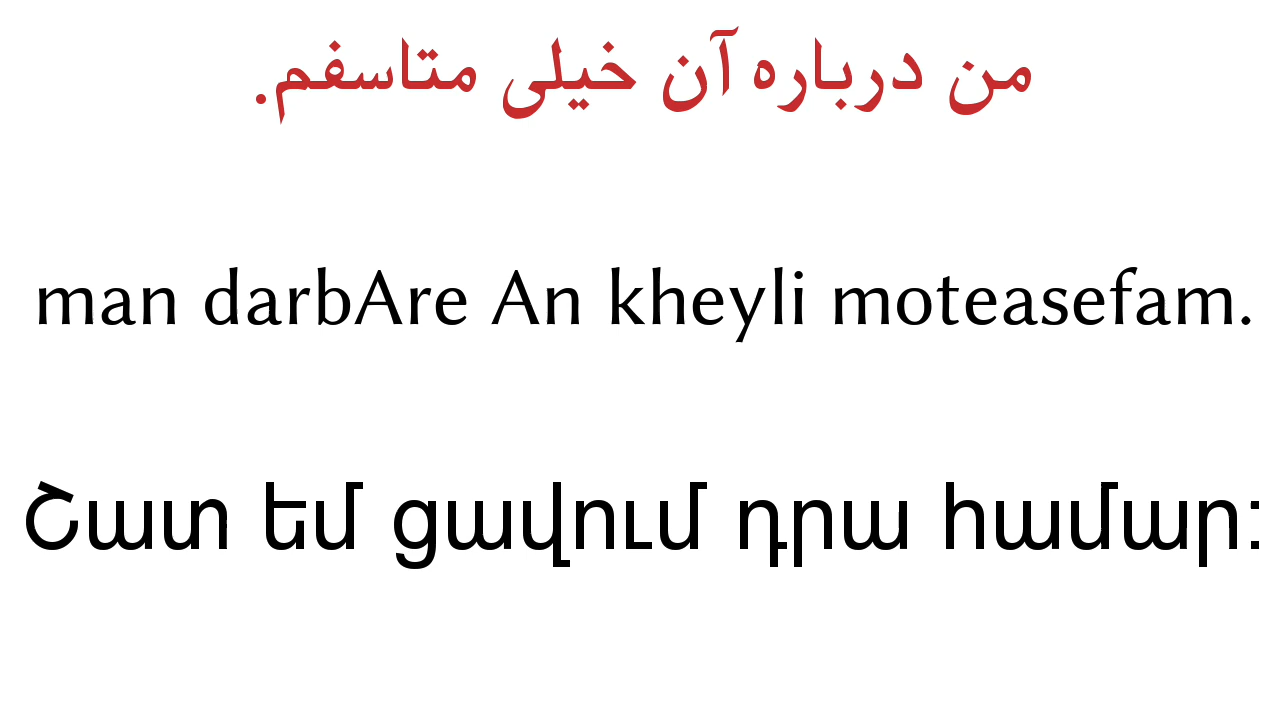 من درباره آن خیلی متاسفم.
man darbAre An kheyli moteasefam.
Շատ եմ ցավում դրա համար։